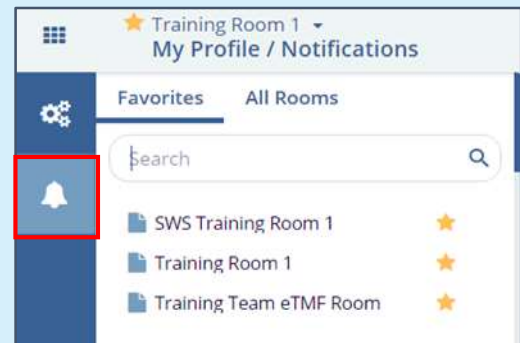 Training Room 1
My Profile / Notifications
Favorites All Rooms
Search
SWS Training Room 1
Training Room 1
Training Team eTMF Room